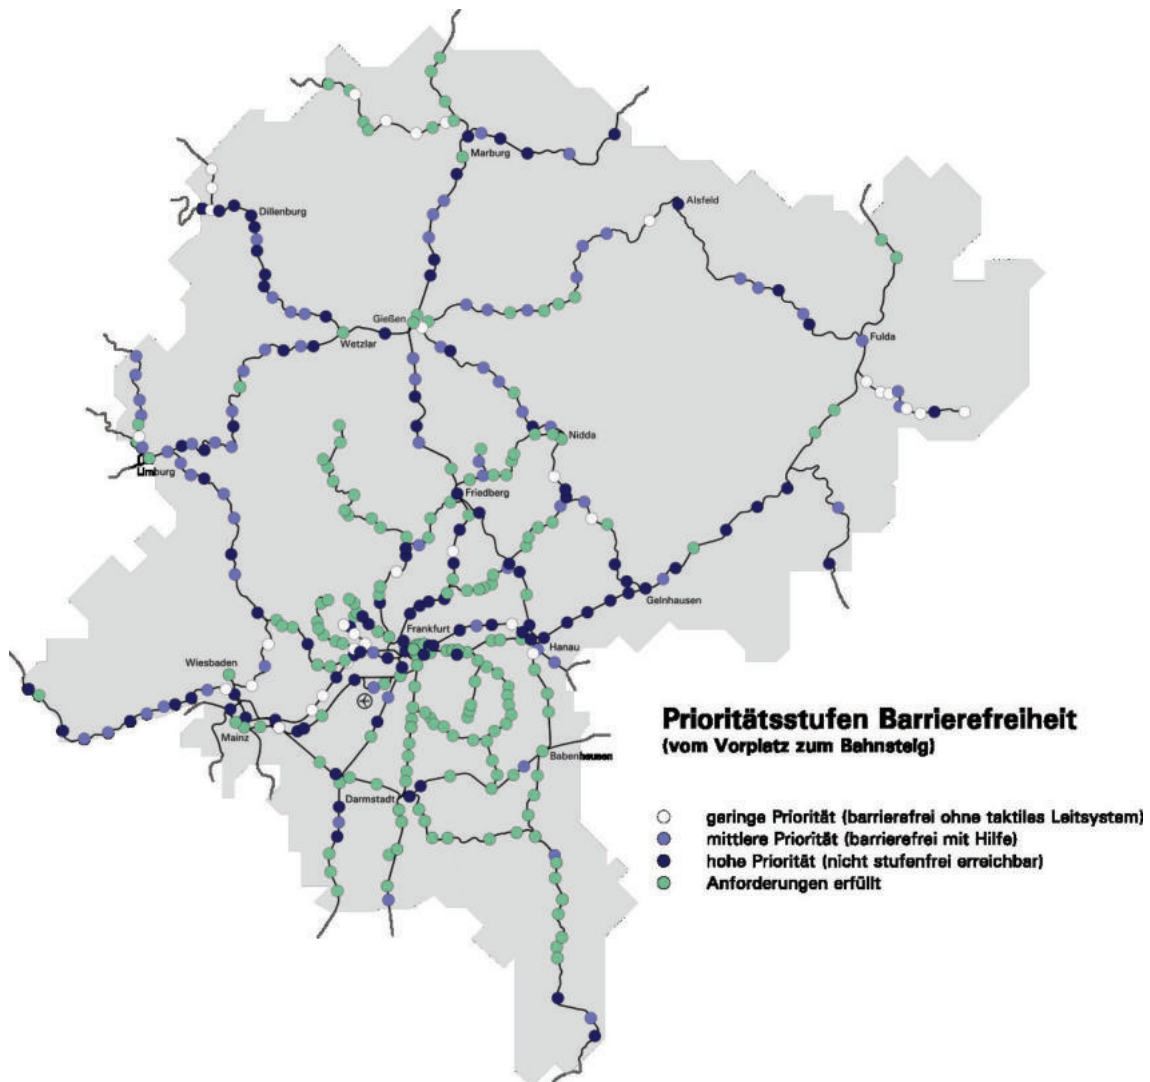 Marburg
Alsfeld
Dillenburg
Gießen
Wetzlar
Fulda
Nidda
Limburg
Friedberg
Gelnhausen
Frankfurt
Hanau
Wiesbaden
Mainz
Babenhausen
Darmstadt
Prioritätsstufen Barrierefreiheit
(vom Vorplatz zum Bahnsteig)
geringe Priorität (barrierefrei ohne taktiles Leitsystem)
mittlere Priorität (barrierefrei mit Hilfe)
hohe Priorität (nicht stufenfrei erreichbar)
Anforderungen erfüllt